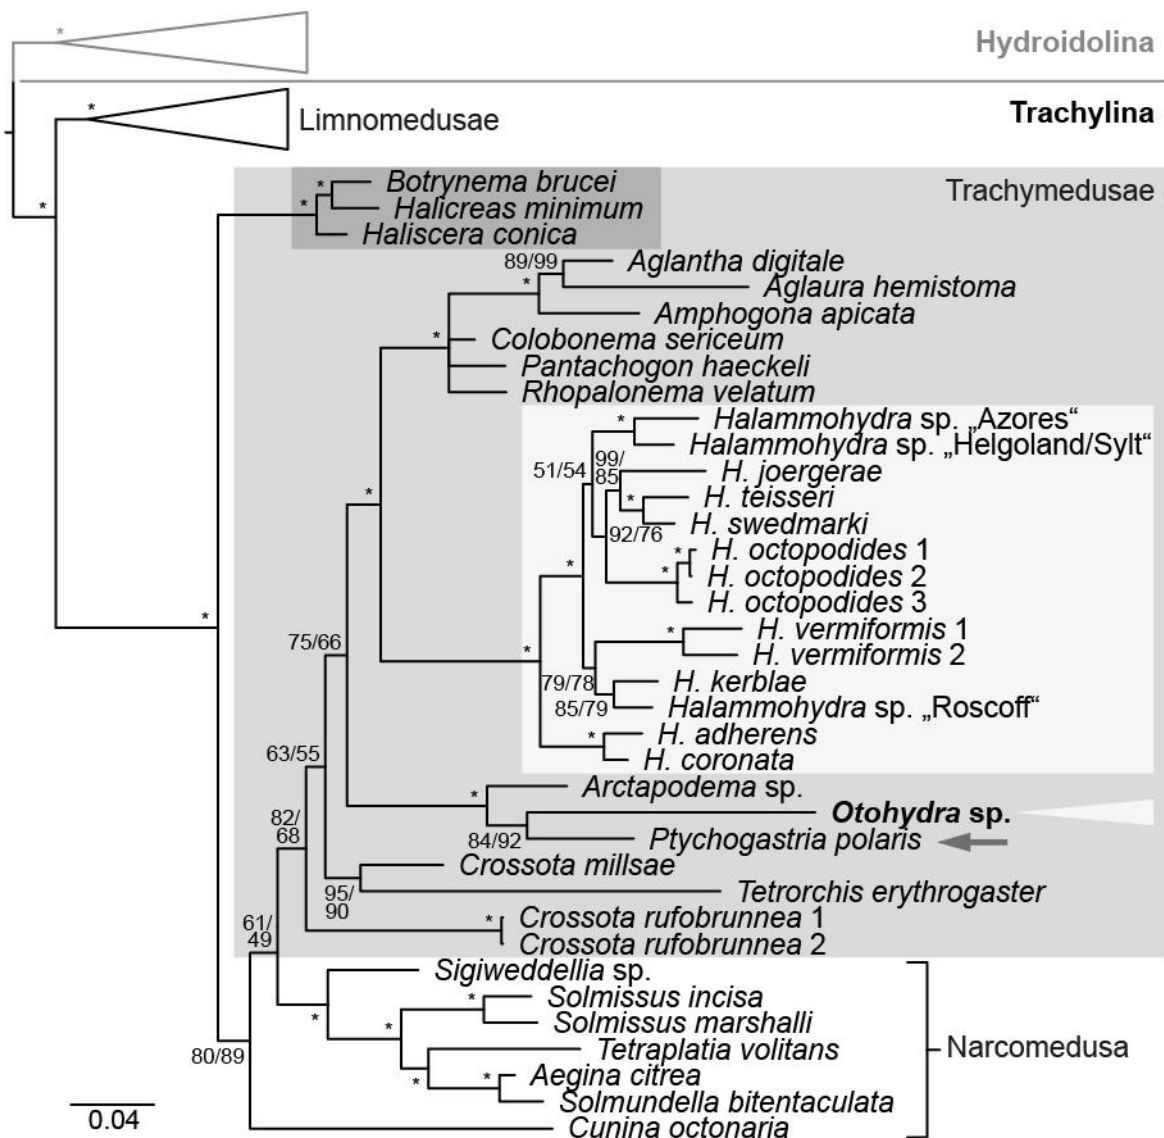 *
Hydroidolina
*
Limnomedusae
Trachylina
*
Trachymedusae
*
*
Botrynema brucei
Halicreas minimum
Haliscera conica
89/99
Aglantha digitale
*
Aglaura hemistoma
Amphogona apicata
*
Colobonema sericeum
Pantachogon haeckeli
Rhopalonema velatum
*
Halammohydra sp. „Azores“
Halammohydra sp. „Helgoland/Sylt“
51/54
99/
85
H. joergerae
*
H. teisseri
*
H. swedmarki
92/76
*
H. octopodides 1
*
*
H. octopodides 2
H. octopodides 3
*
*
H. vermiformis 1
75/66
*
H. vermiformis 2
79/78
H. kerblae
85/79
Halammohydra sp. „Roscoff“
*
H. adherens
63/55
H. coronata
*
Arctapodema sp.
82/
68
Otohydra sp.
84/92
Ptychogastria polaris
Crossota millsae
95/
90
Tetrorchis erythrogaster
61/
49
*
Crossota rufobrunnea 1
Crossota rufobrunnea 2
Sigiweddellia sp.
*
Solmissus incisa
*
*
Solmissus marshalli
80/89
Tetraplatia volitans
Narcomedusa
*
*
Aegina citrea
Solmundella bitentaculata
0.04
Cunina octonaria